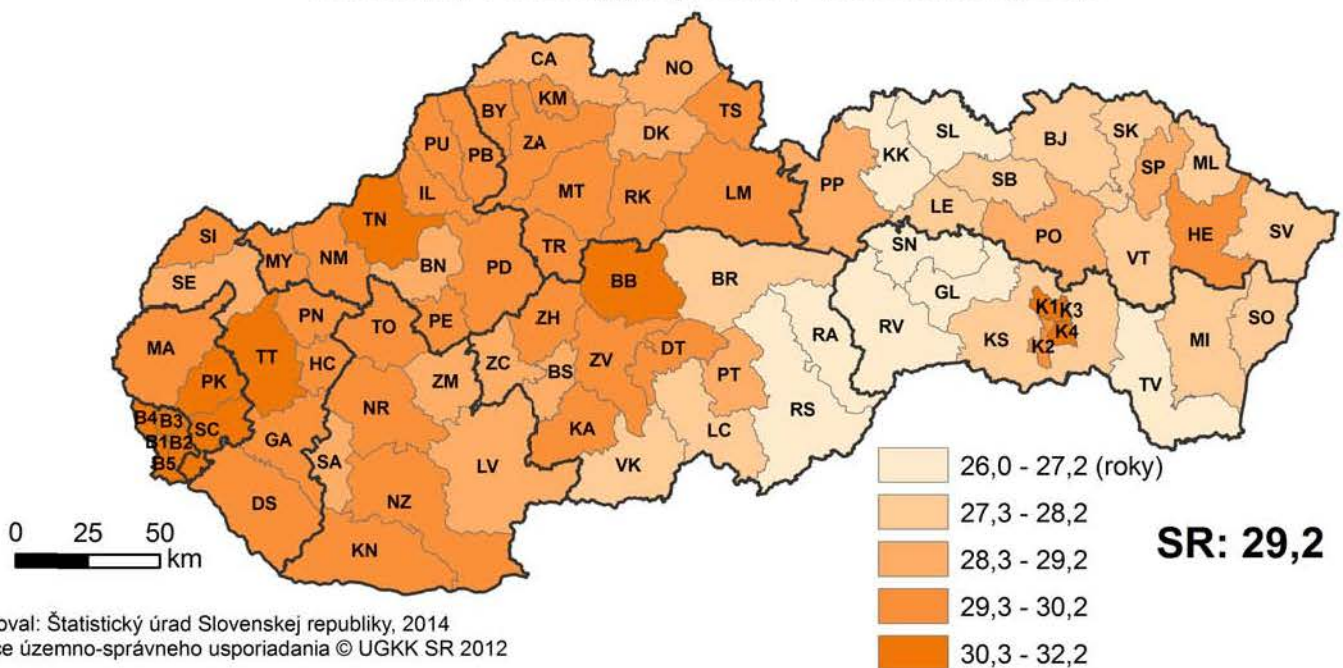 CA
NO
KM
BY
TS
PU
PB
ZA
DK
SL
BJ
SK
ML
KK
SP
PP
SB
IL
MT
RK
LM
LE
TN
PO
HE
SV
SI
MY
NM
BN
PD
TR
SN
VT
SE
BB
BR
GL
PN
TO
PE
ZH
K1 K3
SO
MA
TT
RV
KS
K4
MI
HC
ZM
ZC
BS
ZV
DT
RA
K2
PK
PT
TV
NR
RS
B4 B3
SC
GA
KA
LC
B1B2
SA
LV
VK
B5
DS
NZ
KN
0 25 50
km
26,0 - 27,2 (roky)
27,3 - 28,2
28,3 - 29,2
29,3 - 30,2
30,3 - 32,2
SR: 29,2
oval: Štatistický úrad Slovenskej republiky, 2014
ce územno-správneho usporiadania © UGKK SR 2012